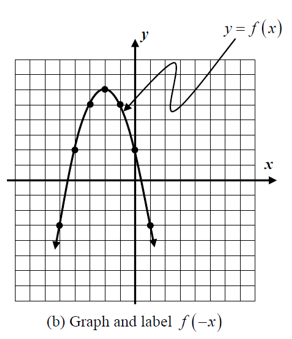 y
y = f(x)
x
(b) Graph and label f(−x)